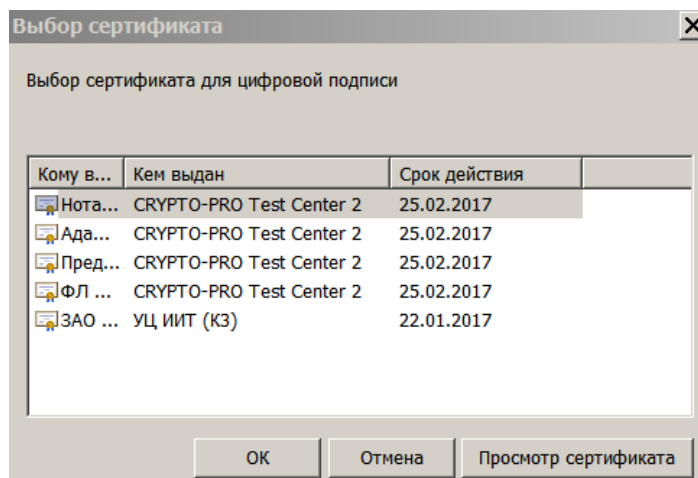 Выбор сертификата
Выбор сертификата для цифровой подписи
Кому в... Кем выдан Срок действия
Нота... CRYPTO-PRO Test Center 2 25.02.2017
Ада... CRYPTO-PRO Test Center 2 25.02.2017
Пред... CRYPTO-PRO Test Center 2 25.02.2017
ФЛ ... CRYPTO-PRO Test Center 2 25.02.2017
ЗАО ... УЦ ИИТ (К3) 22.01.2017
ОК Отмена Просмотр сертификата